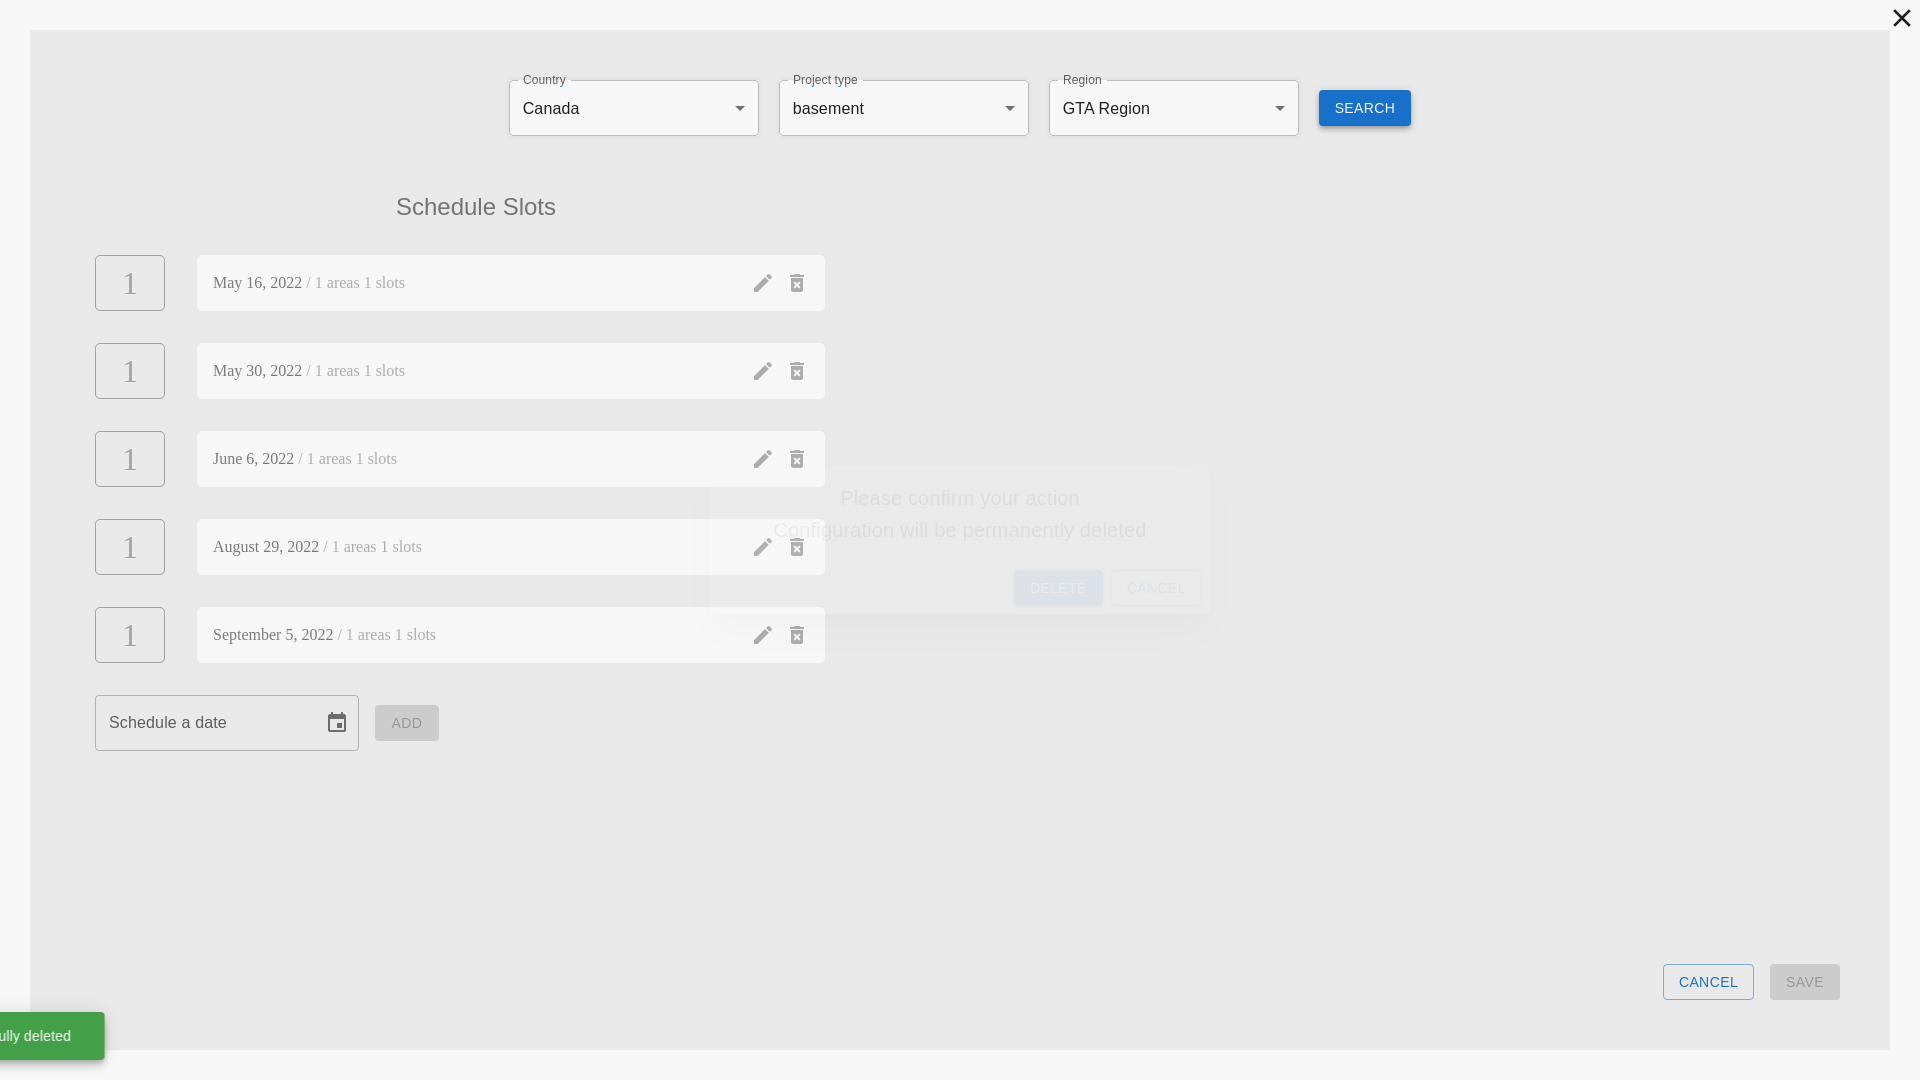 Country
Canada
Project type
basement
Region
GTA Region
SEARCH
Schedule Slots
1
May 16, 2022 / 1 areas 1 slots
1
May 30, 2022 / 1 areas 1 slots
1
June 6, 2022 / 1 areas 1 slots
Please confirm your action
Configuration will be permanently deleted
1
August 29, 2022 / 1 areas 1 slots
DELETE
CANCEL
1
September 5, 2022 / 1 areas 1 slots
Schedule a date
ADD
CANCEL
SAVE
deleted